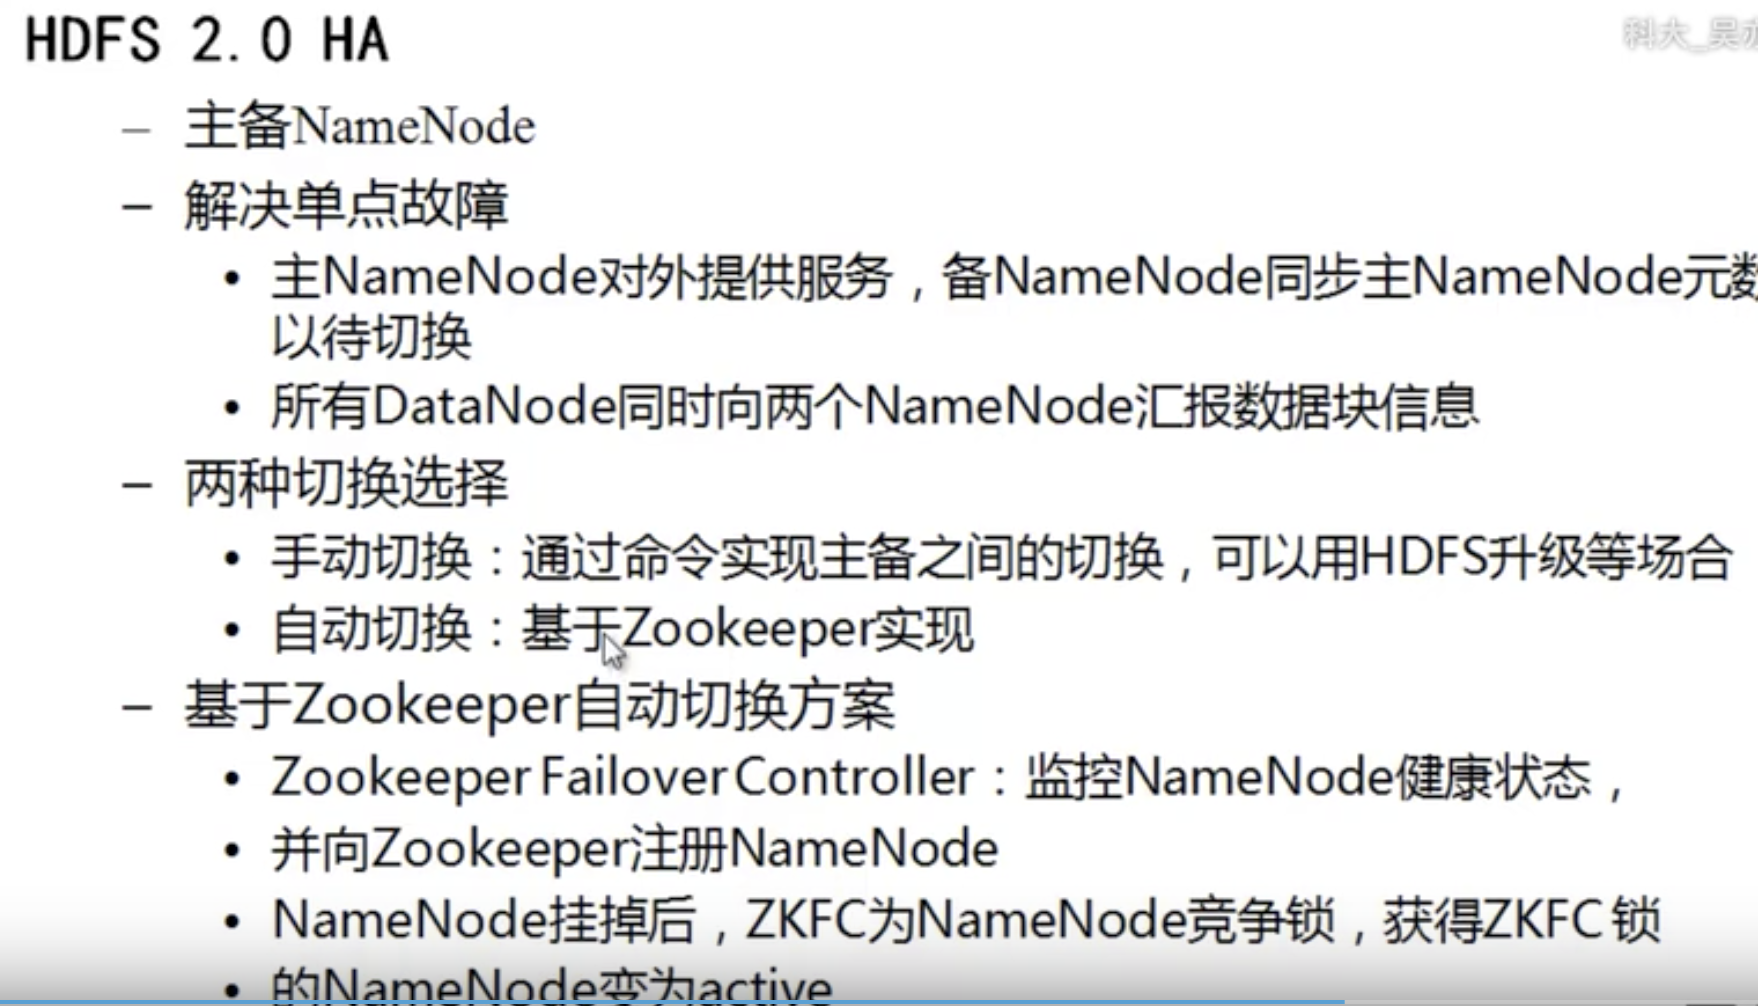 HDFS 2.0 HA
科大_吴
– 主备NameNode
– 解决单点故障
• 主NameNode对外提供服务，备NameNode同步主NameNode元数
以待切换
• 所有DataNode同时向两个NameNode汇报数据块信息
– 两种切换选择
• 手动切换：通过命令实现主备之间的切换，可以用HDFS升级等场合
• 自动切换：基于Zookeeper实现
– 基于Zookeeper自动切换方案
• Zookeeper Failover Controller：监控NameNode健康状态，
• 并向Zookeeper注册NameNode
• NameNode挂掉后，ZKFC为NameNode竞争锁，获得ZKFC 锁
• 的NameNode变为active